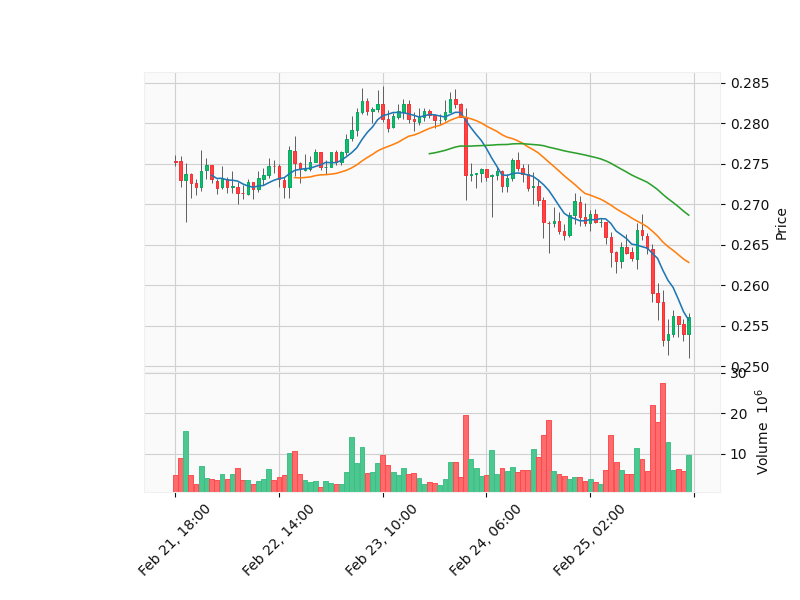 0.285
0.280
0.275
0.270
0.265
0.260
0.255
0.250
Price
30
20
10
Volume 10⁶
Feb 21, 18:00
Feb 22, 14:00
Feb 23, 10:00
Feb 24, 06:00
Feb 25, 02:00